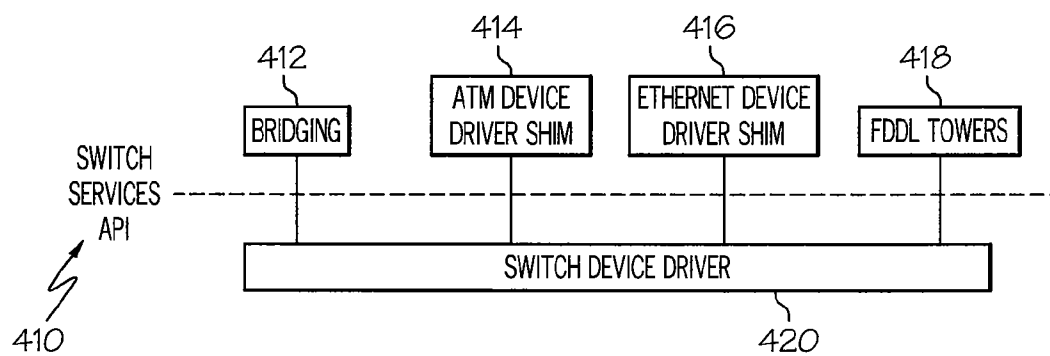 412
414
416
418
BRIDGING
ATM DEVICE
DRIVER SHIM
ETHERNET DEVICE
DRIVER SHIM
FDDL TOWERS
SWITCH
SERVICES
API
SWITCH DEVICE DRIVER
410
420